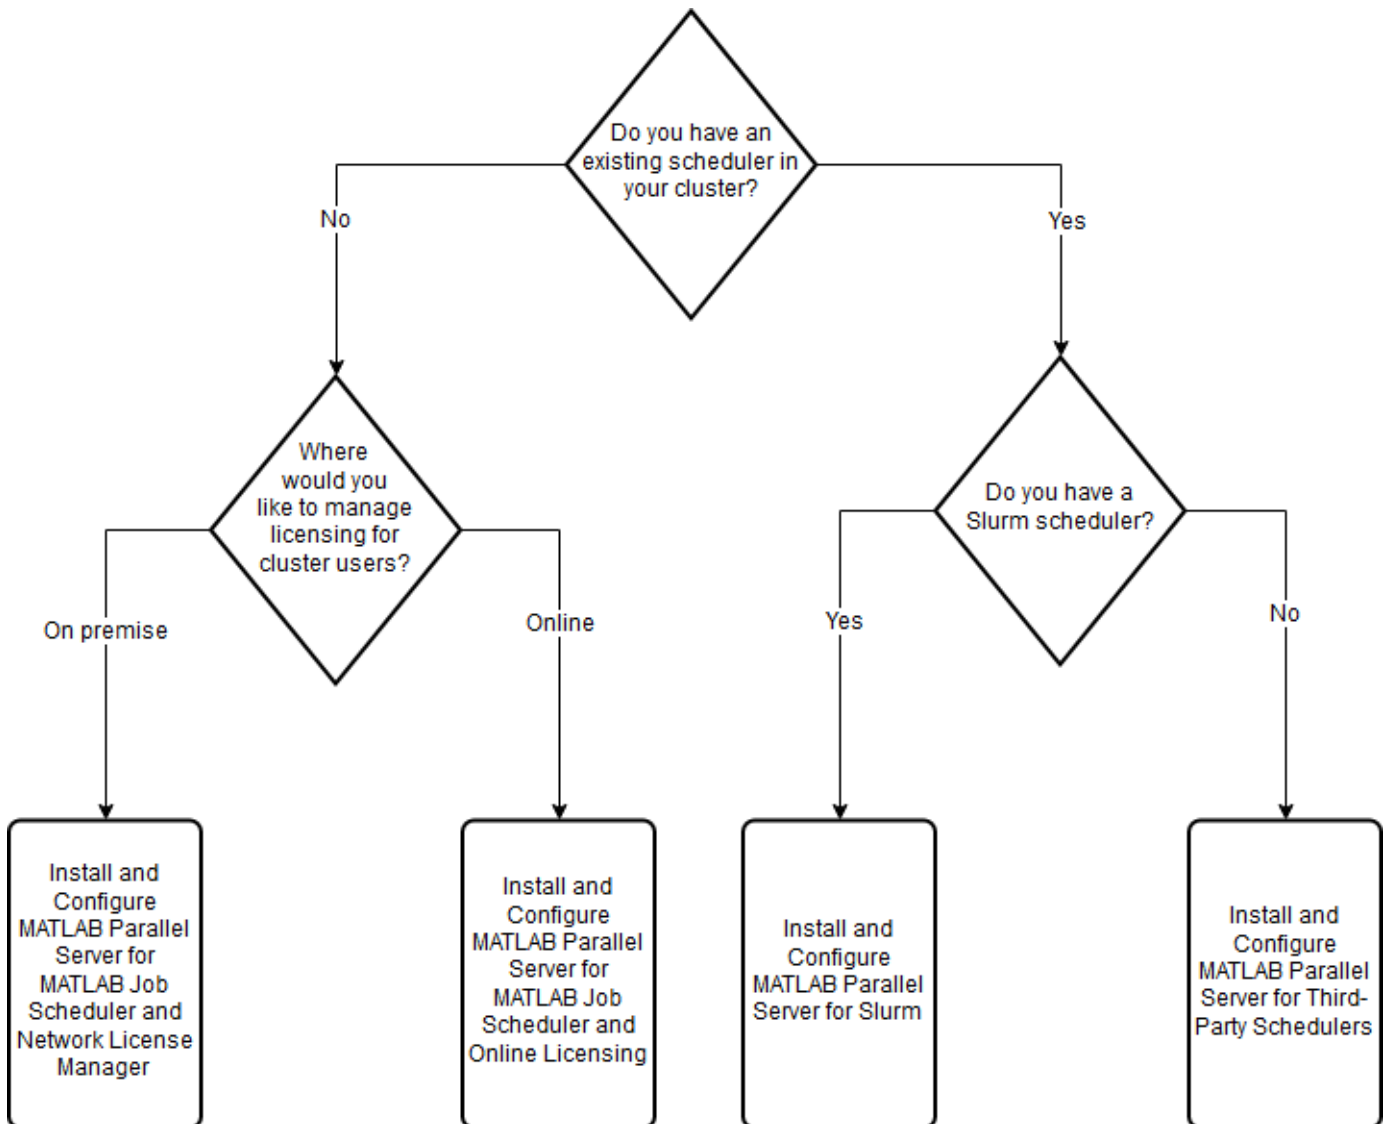 Do you have an
existing scheduler in
your cluster?
No
Yes
Where
would you
like to manage
licensing for
cluster users?
Do you have a
Slurm scheduler?
On premise
Online
Yes
No
Install and
Configure
MATLAB Parallel
Server for
MATLAB Job
Scheduler and
Network License
Manager
Install and
Configure
MATLAB Parallel
Server for
MATLAB Job
Scheduler and
Online Licensing
Install and
Configure
MATLAB Parallel
Server for Slurm
Install and
Configure
MATLAB Parallel
Server for Third-
Party Schedulers